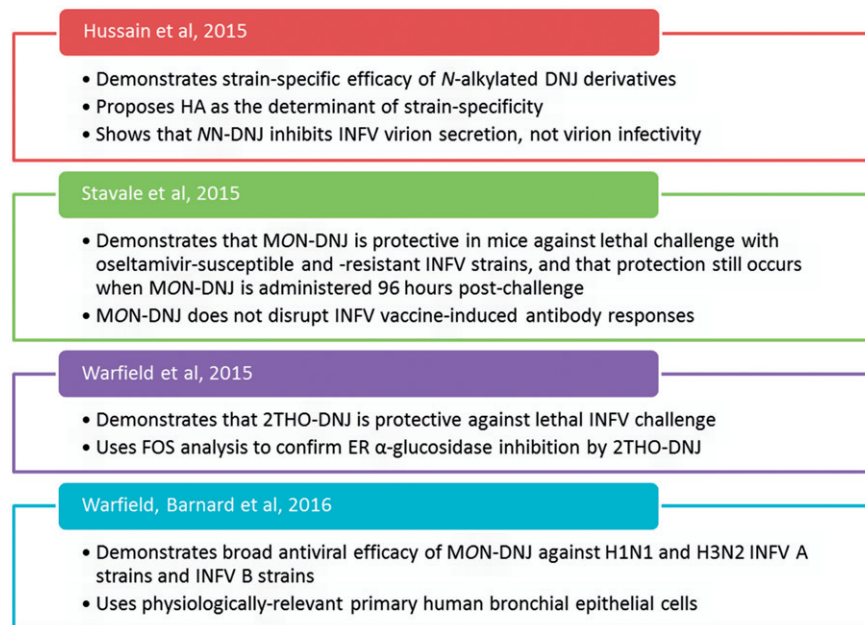 Hussain et al, 2015
• Demonstrates strain-specific efficacy of N-alkylated DNJ derivatives
• Proposes HA as the determinant of strain-specificity
• Shows that NN-DNJ inhibits INFV virion secretion, not virion infectivity
Stavale et al, 2015
• Demonstrates that MON-DNJ is protective in mice against lethal challenge with
oseltamivir-susceptible and -resistant INFV strains, and that protection still occurs
when MON-DNJ is administered 96 hours post-challenge
• MON-DNJ does not disrupt INFV vaccine-induced antibody responses
Warfield et al, 2015
• Demonstrates that 2THO-DNJ is protective against lethal INFV challenge
• Uses FOS analysis to confirm ER α-glucosidase inhibition by 2THO-DNJ
Warfield, Barnard et al, 2016
• Demonstrates broad antiviral efficacy of MON-DNJ against H1N1 and H3N2 INFV A
strains and INFV B strains
• Uses physiologically-relevant primary human bronchial epithelial cells